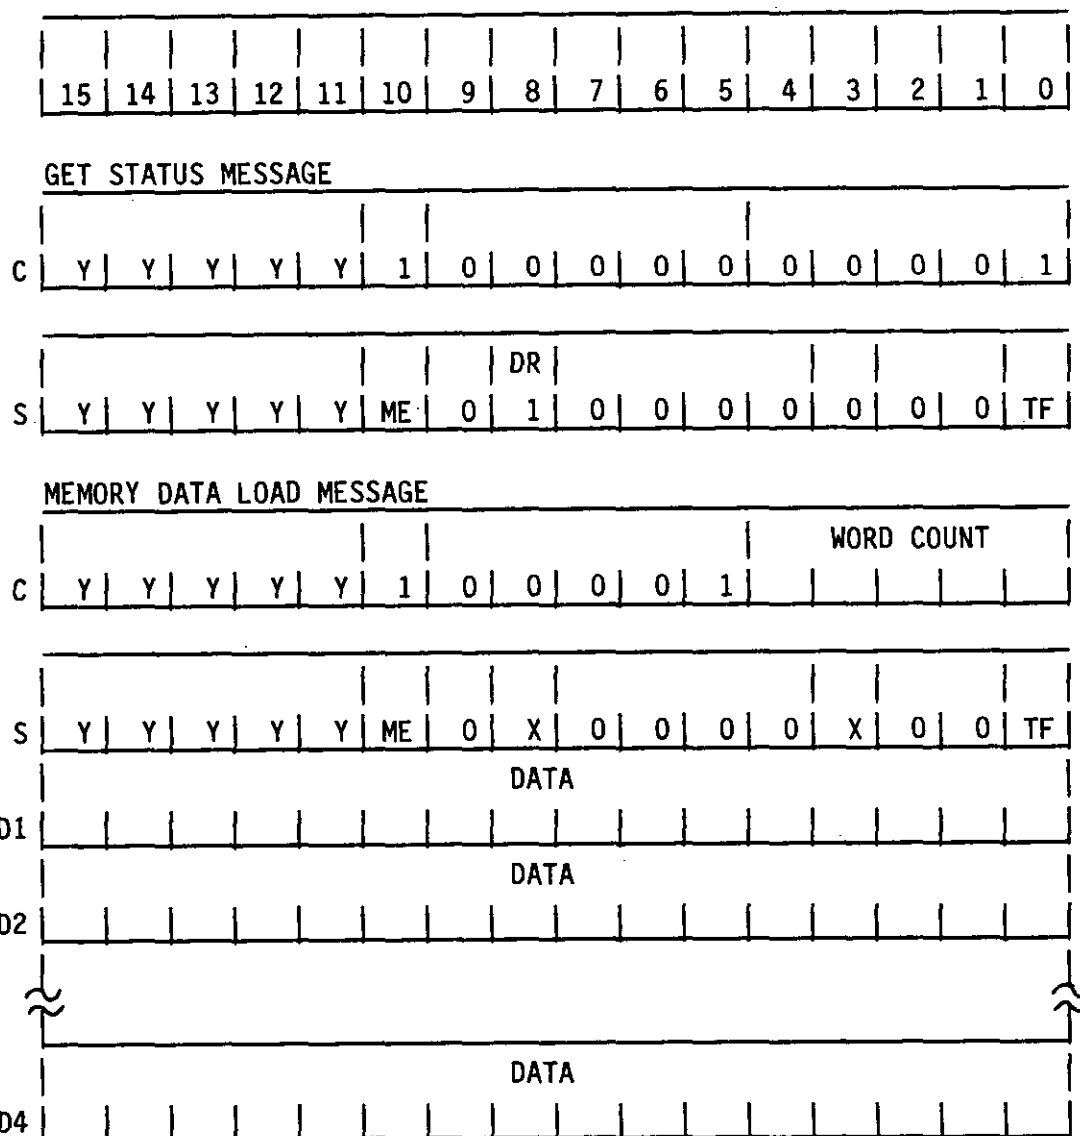 15 14 13 12 11 10 9 8 7 6 5 4 3 2 1 0
GET STATUS MESSAGE
C Y Y Y Y Y 1 0 0 0 0 0 0 0 0 0 1
DR
S Y Y Y Y Y ME 0 1 0 0 0 0 0 0 0 TF
MEMORY DATA LOAD MESSAGE
WORD COUNT
C Y Y Y Y Y 1 0 0 0 0 1
S Y Y Y Y Y ME 0 X 0 0 0 0 X 0 0 TF
DATA
D1
DATA
D2
DATA
D4